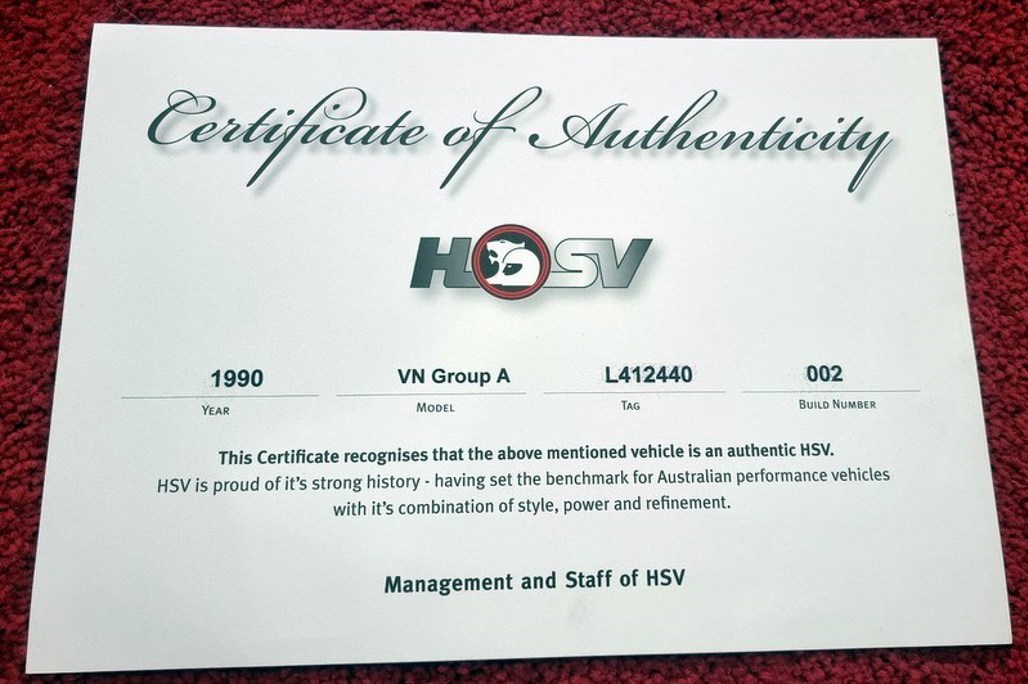 Certificate of Authenticity
HSV
1990 VN Group A L412440 002
YEAR MODEL TAG BUILD NUMBER
This Certificate recognises that the above mentioned vehicle is an authentic HSV.
HSV is proud of it's strong history - having set the benchmark for Australian performance vehicles
with it's combination of style, power and refinement.
Management and Staff of HSV